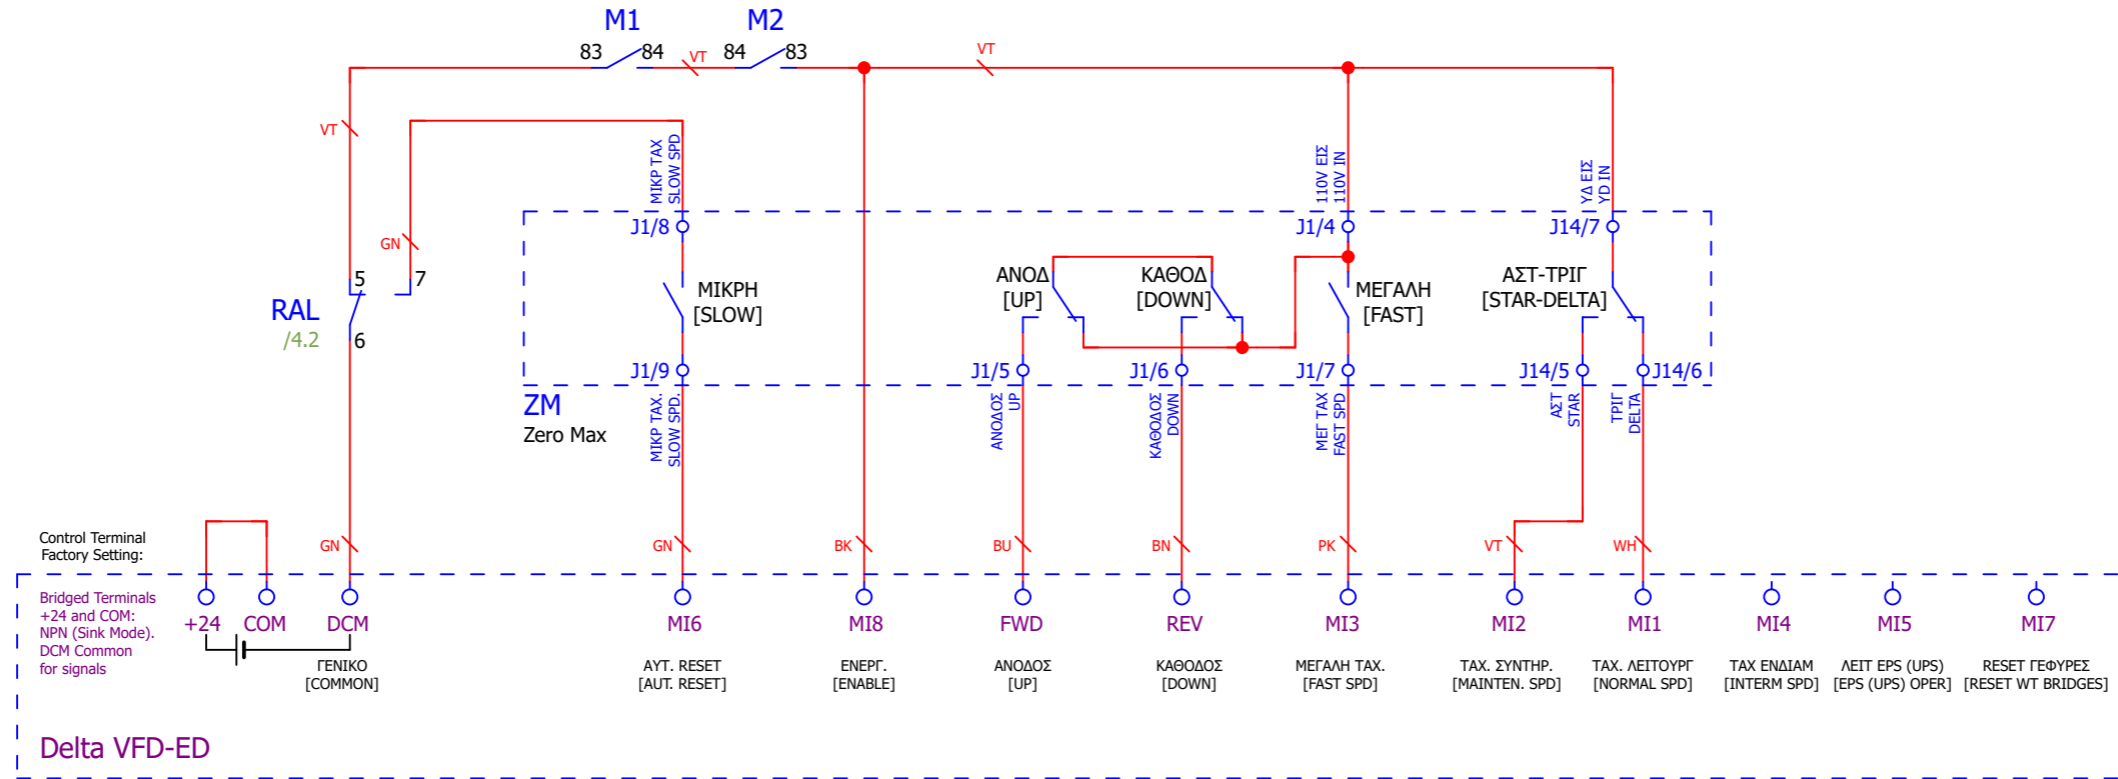 M1
M2
83
84
84
83
VT
VT
VT
ΜΙΚΡ ΤΑΧ
SLOW SPD
110V ΕΙΣ
110V IN
ΥΔ ΕΙΣ
YD IN
GN
J1/8
J1/4
J14/7
5
7
RAL
/4.2
6
ΜΙΚΡΗ
[SLOW]
ΑΝΟΔ
[UP]
ΚΑΘΟΔ
[DOWN]
ΜΕΓΑΛΗ
[FAST]
ΑΣΤ-ΤΡΙΓ
[STAR-DELTA]
J1/9
J1/5
J1/6
J1/7
J14/5
J14/6
ZM
Zero Max
ΜΙΚΡ ΤΑΧ.
SLOW SPD.
ΑΝΟΔΟΣ
UP
ΚΑΘΟΔΟΣ
DOWN
ΜΕΓ ΤΑΧ
FAST SPD
ΑΣΤ
STAR
ΤΡΙΓ
DELTA
Control Terminal
Factory Setting:
GN
GN
BK
BU
BN
PK
VT
WH
Bridged Terminals
+24 and COM:
NPN (Sink Mode).
DCM Common
for signals
+24
COM
DCM
MI6
MI8
FWD
REV
MI3
MI2
MI1
MI4
MI5
MI7
ΓΕΝΙΚΟ
[COMMON]
ΑΥΤ. RESET
[AUT. RESET]
ΕΝΕΡΓ.
[ENABLE]
ΑΝΟΔΟΣ
[UP]
ΚΑΘΟΔΟΣ
[DOWN]
ΜΕΓΑΛΗ ΤΑΧ.
[FAST SPD]
ΤΑΧ. ΣΥΝΤΗΡ.
[MAINTEN. SPD]
ΤΑΧ. ΛΕΙΤΟΥΡΓ
[NORMAL SPD]
ΤΑΧ ΕΝΔΙΑΜ
[INTERM SPD]
ΛΕΙΤ EPS (UPS)
[EPS (UPS) OPER]
RESET ΓΕΦΥΡΕΣ
[RESET WT BRIDGES]
Delta VFD-ED